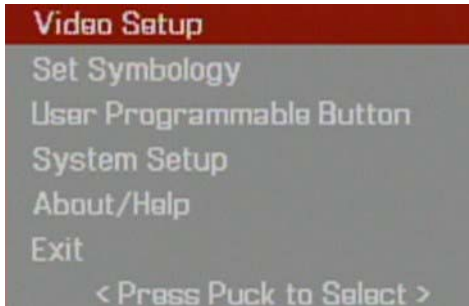 Video Setup
Set Symbology
User Programmable Button
System Setup
About/Help
Exit
< Press Puck to Select >